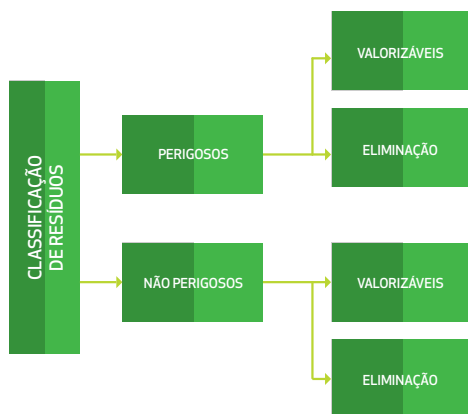 CLASSIFICAÇÃO
DE RESÍDUOS
PERIGOSOS
VALORIZÁVEIS
ELIMINAÇÃO
NÃO PERIGOSOS
VALORIZÁVEIS
ELIMINAÇÃO